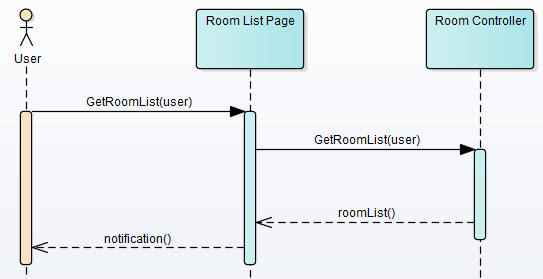 Room List Page
Room Controller
User
GetRoomList(user)
GetRoomList(user)
roomList()
notification()